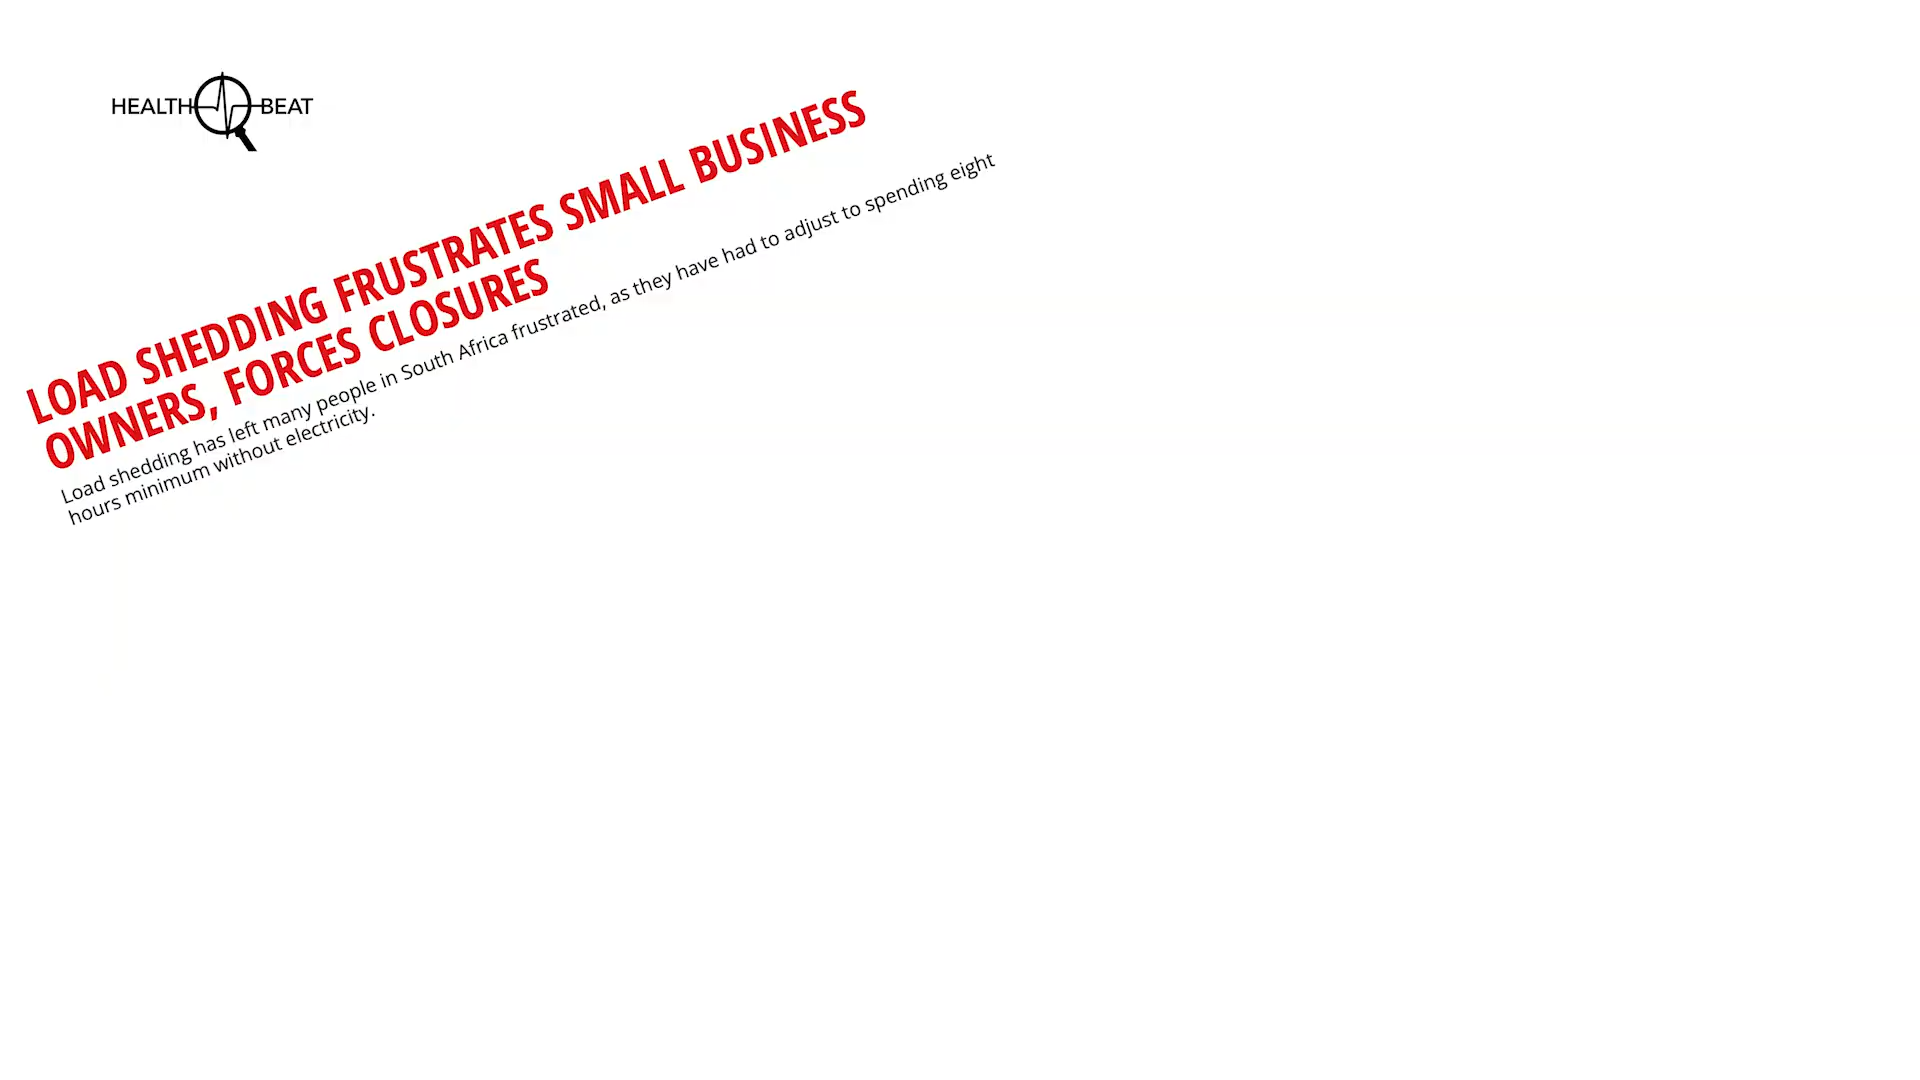 HEALTH BEAT
LOAD SHEDDING FRUSTRATES SMALL BUSINESS
OWNERS, FORCES CLOSURES
Load shedding has left many people in South Africa frustrated, as they have had to adjust to spending eight
hours minimum without electricity.